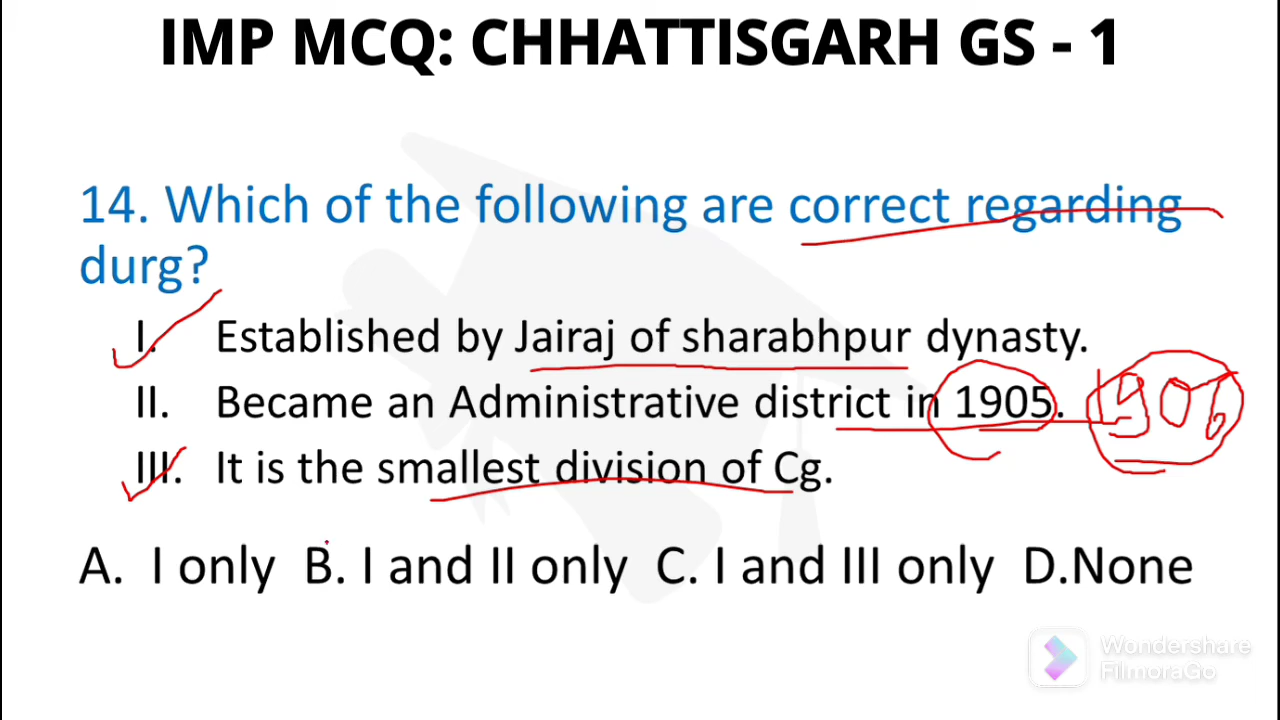 IMP MCQ: CHHATTISGARH GS - 1
14. Which of the following are correct regarding
durg?
I. Established by Jairaj of sharabhpur dynasty.
II. Became an Administrative district in 1905. 1906
III. It is the smallest division of Cg.
A. I only B. I and II only C. I and III only D.None
Wondershare
FilmoraGo